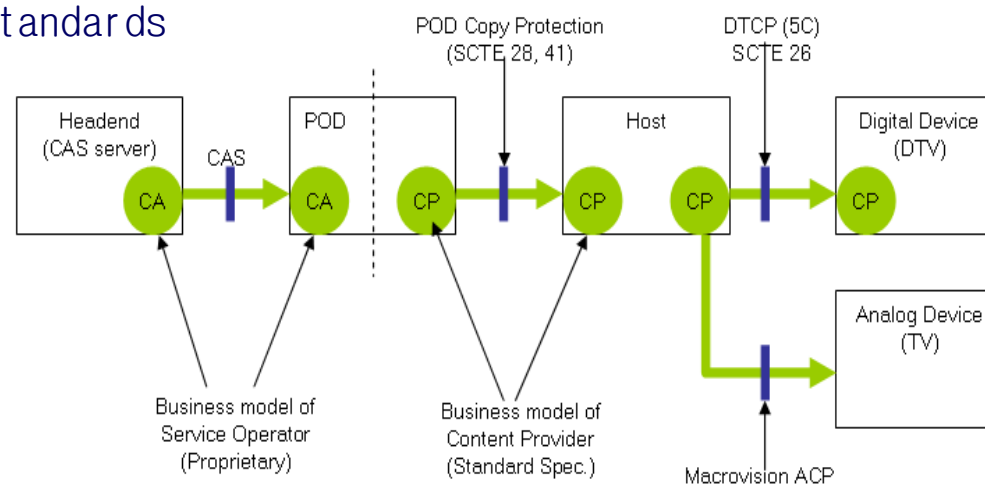 tandards
POD Copy Protection
(SCTE 28, 41)
DTCP (5C)
SCTE 26
Headend
(CAS server)
CAS
POD
Host
Digital Device
(DTV)
CA
CA
CP
CP
CP
CP
Analog Device
(TV)
Business model of
Service Operator
(Proprietary)
Business model of
Content Provider
(Standard Spec.)
Macrovision ACP